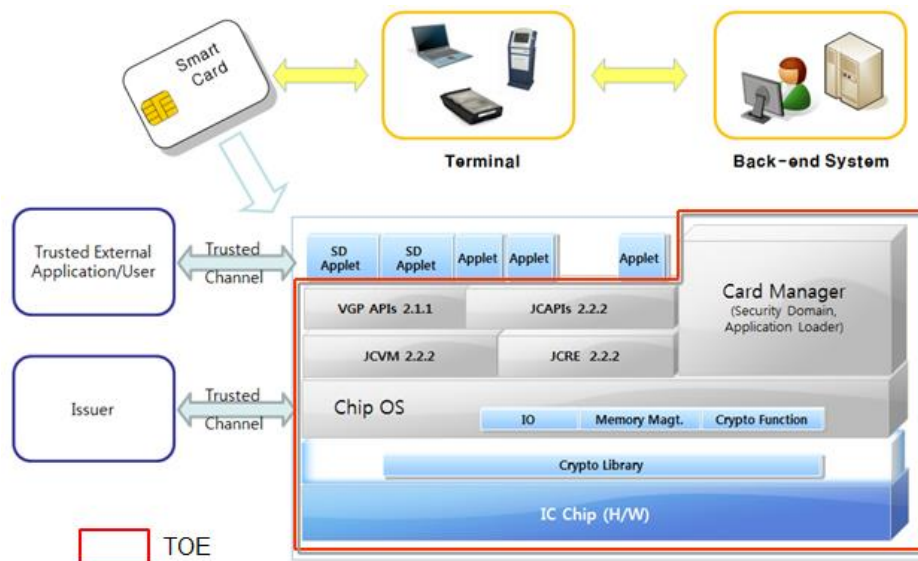 Smart
Card
Terminal
Back-end System
Trusted External
Application/User
Trusted
Channel
SD
Applet
SD
Applet
Applet
Applet
Applet
Card Manager
(Security Domain,
Application Loader)
VGP APIs 2.1.1
JCAPIs 2.2.2
JCVM 2.2.2
JCRE 2.2.2
Issuer
Trusted
Channel
Chip OS
IO
Memory Magt.
Crypto Function
Crypto Library
IC Chip (H/W)
TOE